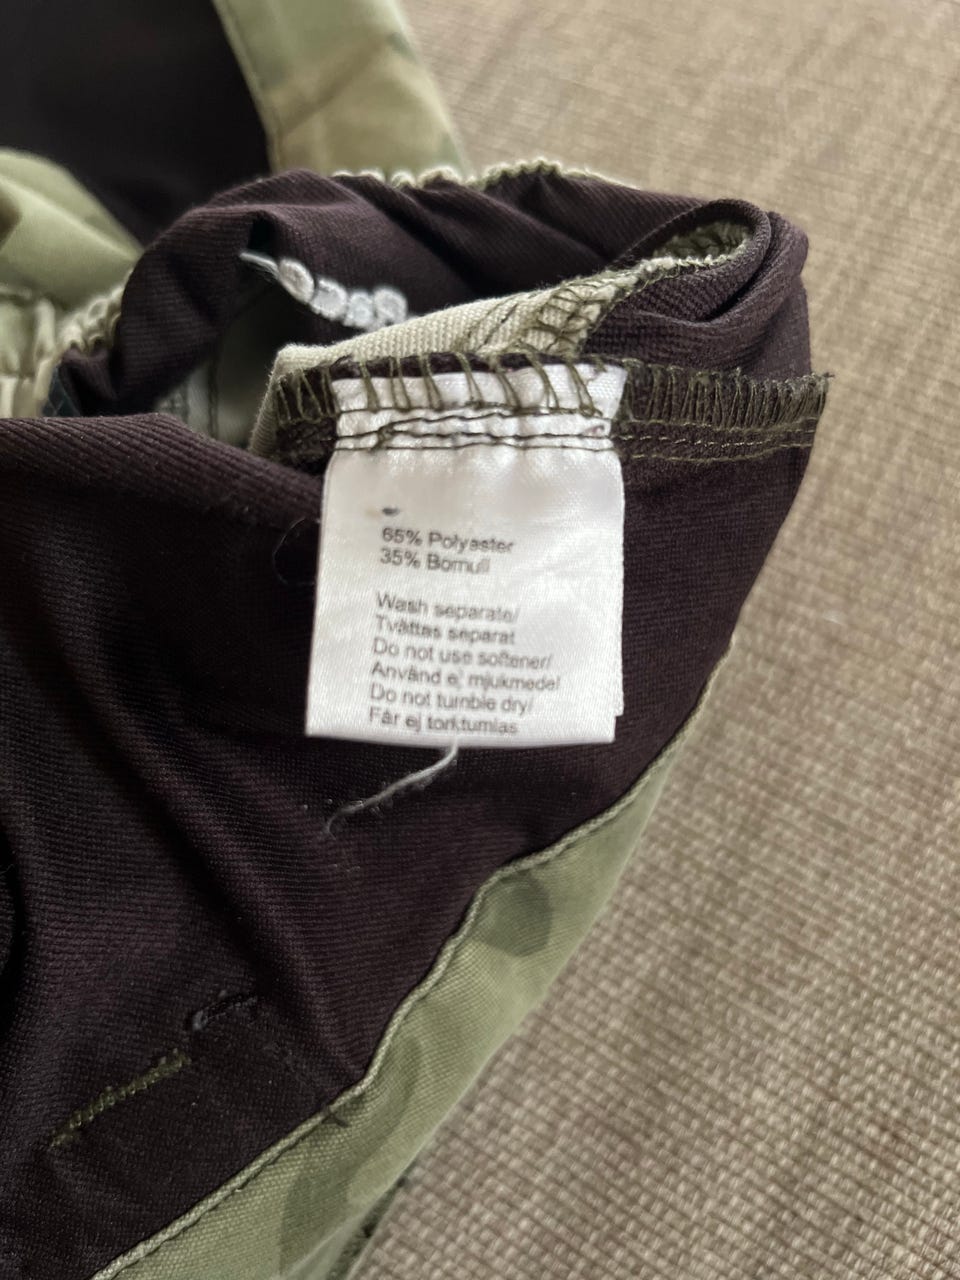 65% Polyester
35% Bomull
Wash separate/
Tvättas separat
Do not use softener/
Använd ej mjukmedel
Do not tumble dry/
Får ej torktumlas